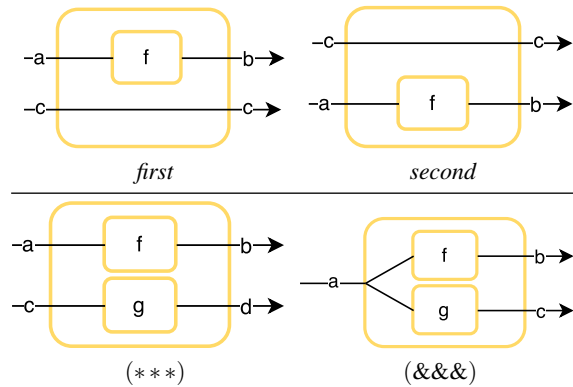 a f b
c c
first
c c
a f b
second
a f b
c g d
(***)
f b
a
g c
(&&&)